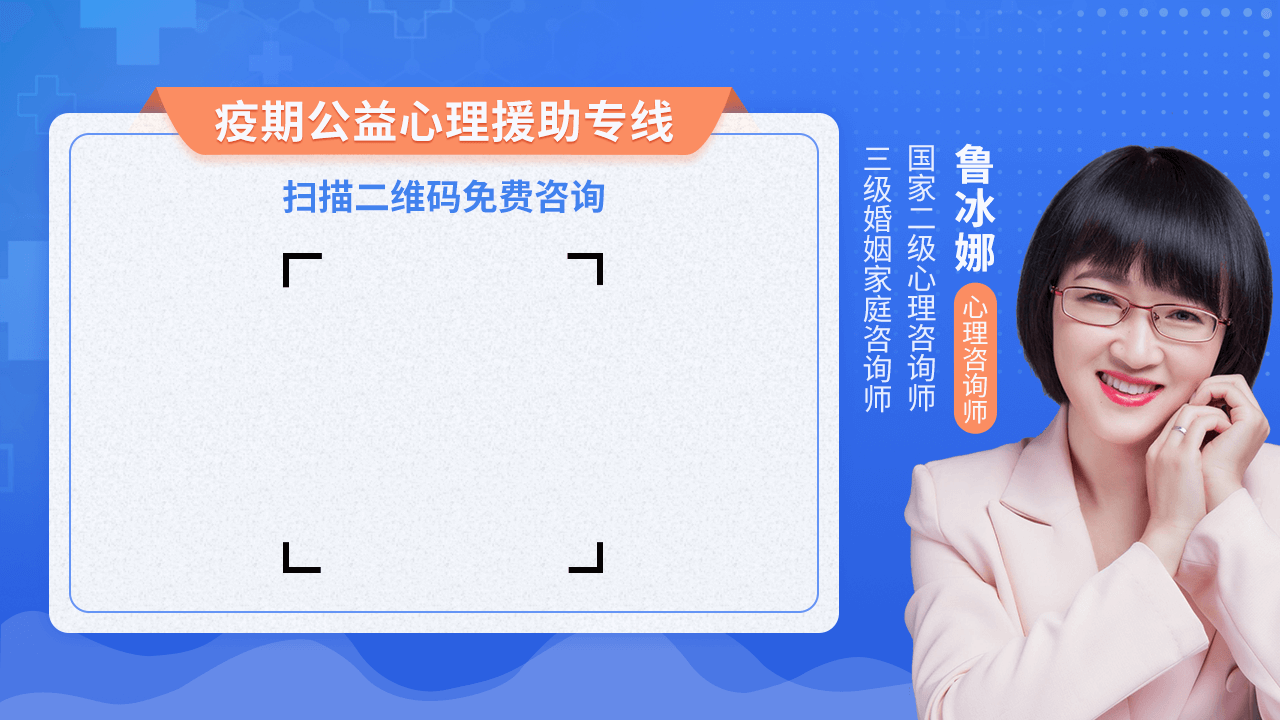 疫期公益心理援助专线
扫描二维码免费咨询
鲁冰娜
心理咨询师
国家二级心理咨询师
三级婚姻家庭咨询师